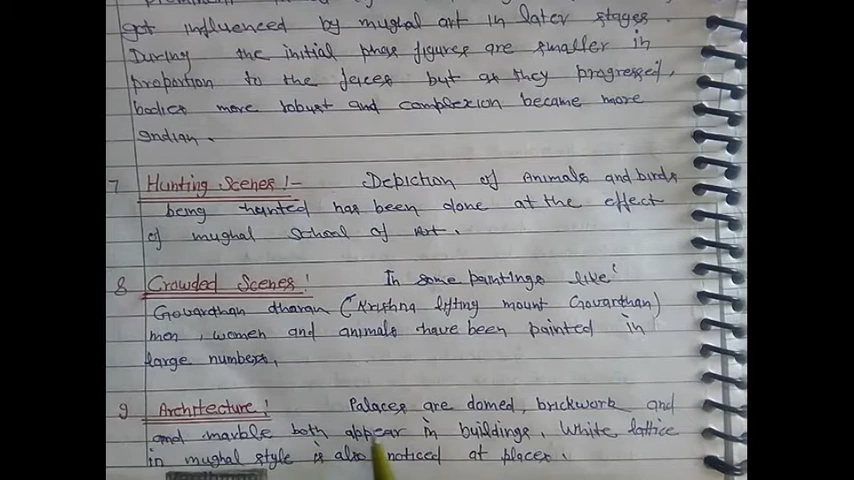 got influenced by mughal art in later stages.
During the initial phase figures are smaller in
proportion to the faces but as they progressed,
bodies more robust and complexion became more
Indian.
7 Hunting Scenes!- Depiction of Animals and birds
being hunted has been done at the effect
of mughal School of Art.
8 Crowded Scenes! In some paintings like'
Govardhan dharan (Krishna lifting mount Govardhan)
men, women and animals have been painted in
large numbers,
9 Architecture! Palaces are domed, brickwork and
and marble both appear in buildings. White lattice
in mughal style is also noticed at places.